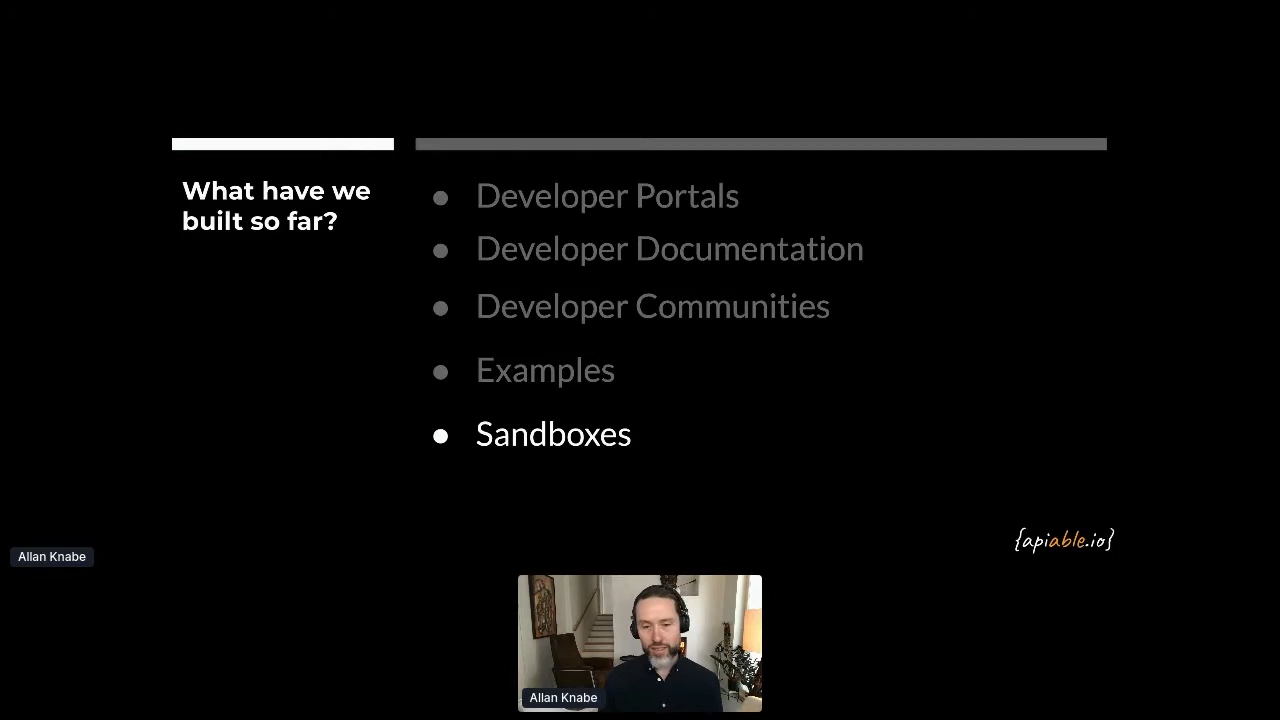 What have we
built so far?
● Developer Portals
● Developer Documentation
● Developer Communities
● Examples
● Sandboxes
{apiable.io}
Allan Knabe
Allan Knabe